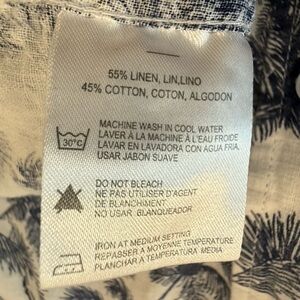 55% LINEN, LIN,LINO
45% COTTON, COTON, ALGODON
30°C
MACHINE WASH IN COOL WATER
LAVER À LA MACHINE À L'EAU FROIDE
LAVAR EN LAVADORA CON AGUA FRIA,
USAR JABON SUAVE
DO NOT BLEACH
NE PAS UTILISER D'AGENT
DE BLANCHIMENT
NO USAR BLANQUEADOR
IRON AT MEDIUM SETTING
REPASSER À MOYENNE TEMPÉRATURE
PLANCHAR A TEMPERATURA MEDIA